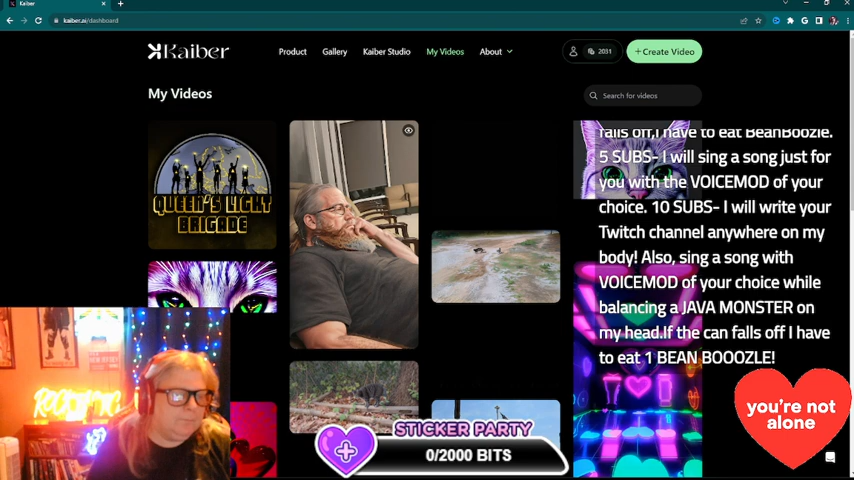 Kaiber
kaiber.ai/dashboard
Kaiber
Product
Gallery
Kaiber Studio
My Videos
About
2031
+ Create Video
My Videos
Search for videos
QUEEN'S LIGHT
BRIGADE
falls off,I have to eat BeanBoozle.
5 SUBS- I will sing a song just for
you with the VOICEMOD of your
choice. 10 SUBS- I will write your
Twitch channel anywhere on my
body! Also, sing a song with
VOICEMOD of your choice while
balancing a JAVA MONSTER on
my head.If the can falls off I have
to eat 1 BEAN BOOOZLE!
you're not
alone
STICKER PARTY
0/2000 BITS